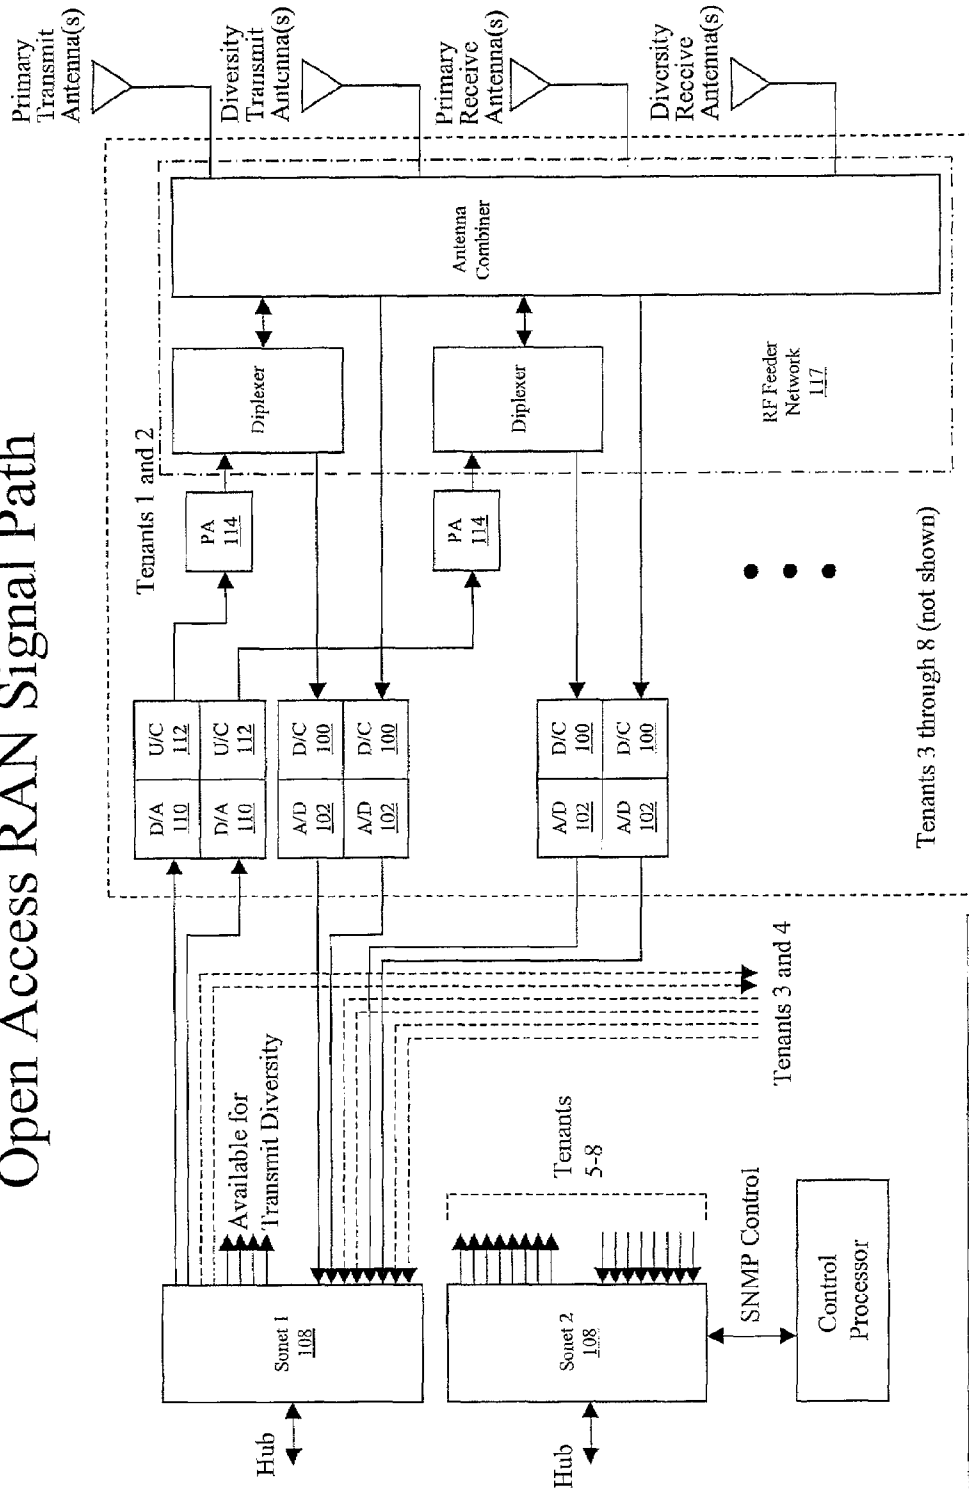 Open Access RAN Signal Path
Primary
Transmit
Antenna(s)
Diversity
Transmit
Antenna(s)
Primary
Receive
Antenna(s)
Diversity
Receive
Antenna(s)
Tenants 1 and 2
Antenna
Combiner
Diplexer
Diplexer
RF Feeder
Network
117
PA
114
PA
114
D/A
110
U/C
112
D/A
110
U/C
112
A/D
102
D/C
100
A/D
102
D/C
100
A/D
102
D/C
100
A/D
102
D/C
100
Tenants 3 through 8 (not shown)
Available for
Transmit Diversity
Tenants 3 and 4
Tenants
5-8
Sonet 1
108
Sonet 2
108
Hub
Hub
SNMP Control
Control
Processor